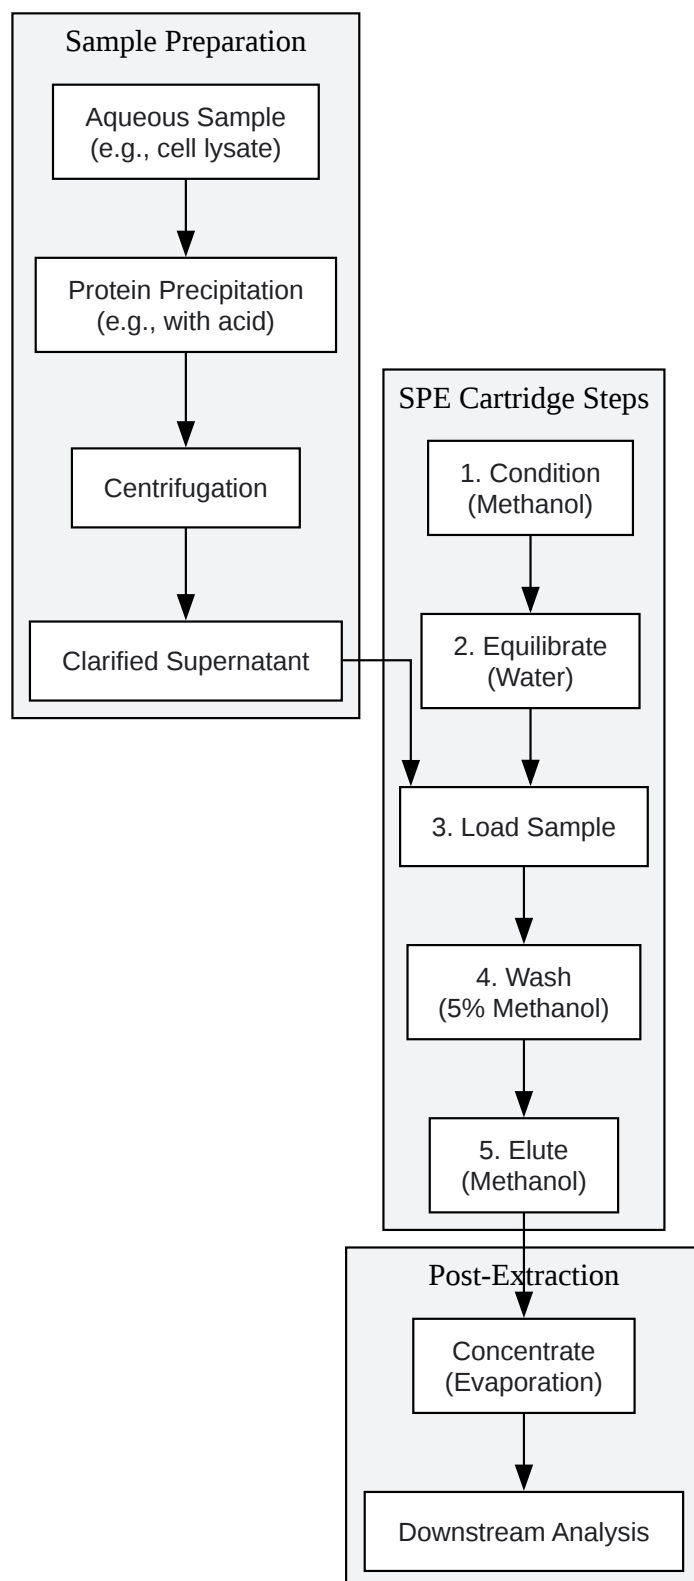 Sample Preparation
Aqueous Sample
(e.g., cell lysate)
Protein Precipitation
(e.g., with acid)
Centrifugation
Clarified Supernatant
SPE Cartridge Steps
1. Condition
(Methanol)
2. Equilibrate
(Water)
3. Load Sample
4. Wash
(5% Methanol)
5. Elute
(Methanol)
Post-Extraction
Concentrate
(Evaporation)
Downstream Analysis